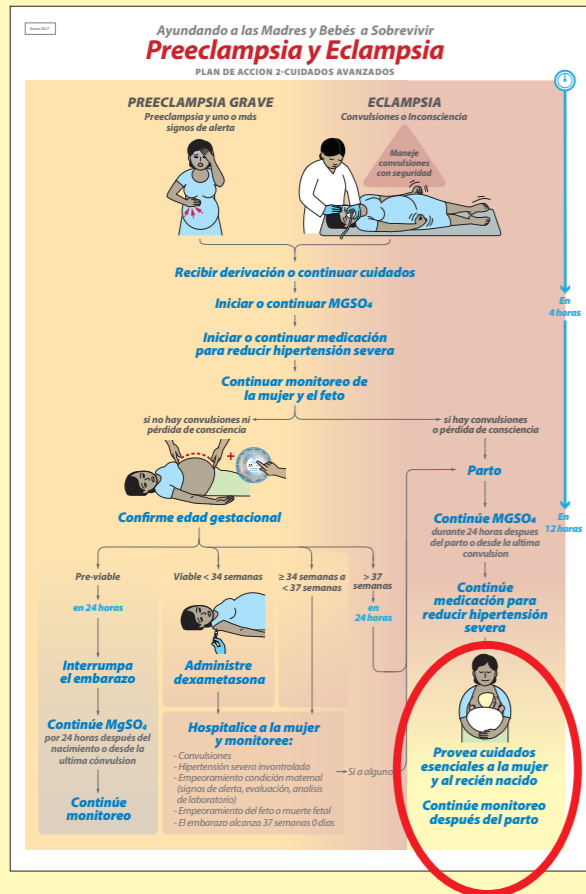 Enero 2017
Ayundando a las Madres y Bebés a Sobrevivir
Preeclampsia y Eclampsia
PLAN DE ACCION 2-CUIDADOS AVANZADOS
PREECLAMPSIA GRAVE
Preeclampsia y uno o más
signos de alerta
ECLAMPSIA
Convulsiones o Inconsciencia
Maneje
convulsiones
con seguridad
Recibir derivación o continuar cuidados
Iniciar o continuar MGSO₄
Iniciar o continuar medicación
para reducir hipertensión severa
Continuar monitoreo de
la mujer y el feto
En
4 horas
si no hay convulsiones ni
pérdida de consciencia
si hay convulsiones
o pérdida de consciencia
+
Confirme edad gestacional
Pre-viable
en 24 horas
Interrumpa
el embarazo
Continúe MgSO₄
por 24 horas después del
nacimiento o desde la
ultima cónvulsion
Continúe
monitoreo
Viable < 34 semanas
Administre
dexametasona
≥ 34 semanas a
< 37 semanas
> 37
semanas
en
24 horas
Hospitalice a la mujer
y monitoree:
- Convulsiones
- Hipertensión severa invontrolada
- Empeoramiento condición maternal
(signos de alerta, evaluación, analisis
de laboratorio)
- Empeoramiento del feto o muerte fetal
- El embarazo alcanza 37 semanas 0 dias
Si a alguno
Parto
En
12 horas
Continúe MGSO₄
durante 24 horas despues
del parto o desde la ultima
convulsion
Continúe
medicación para
reducir hipertensión
severa
Provea cuidados
esenciales a la mujer
y al recién nacido
Continúe monitoreo
después del parto